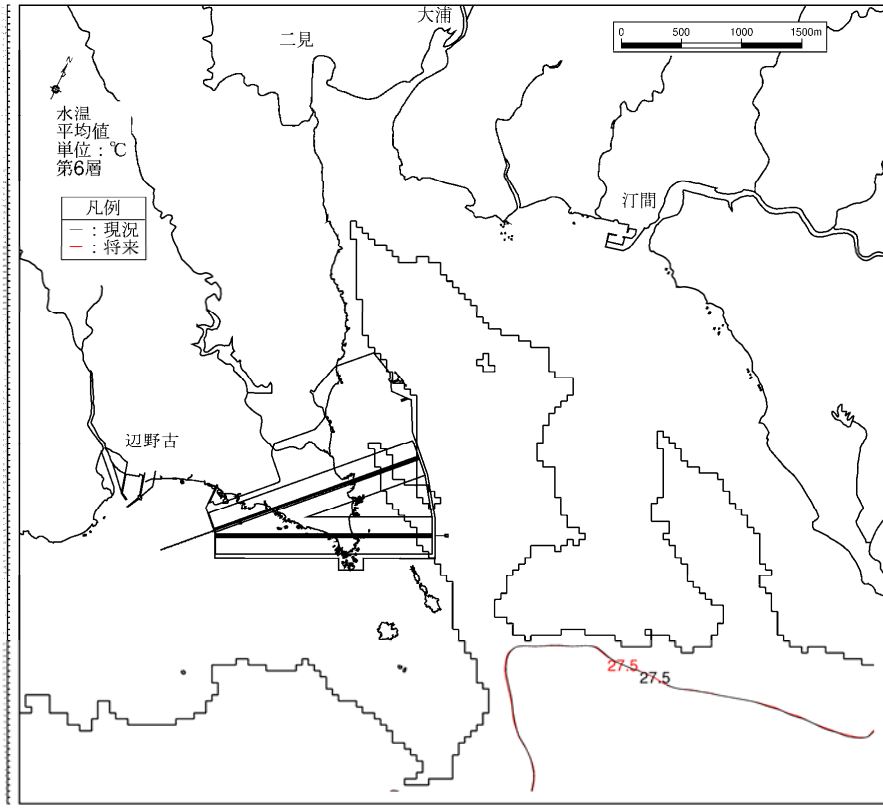 大浦
二見
0 500 1000 1500m
N
水温
平均値
単位：℃
第6層
汀間
凡例
－：現況
－：将来
辺野古
27.5
27.5